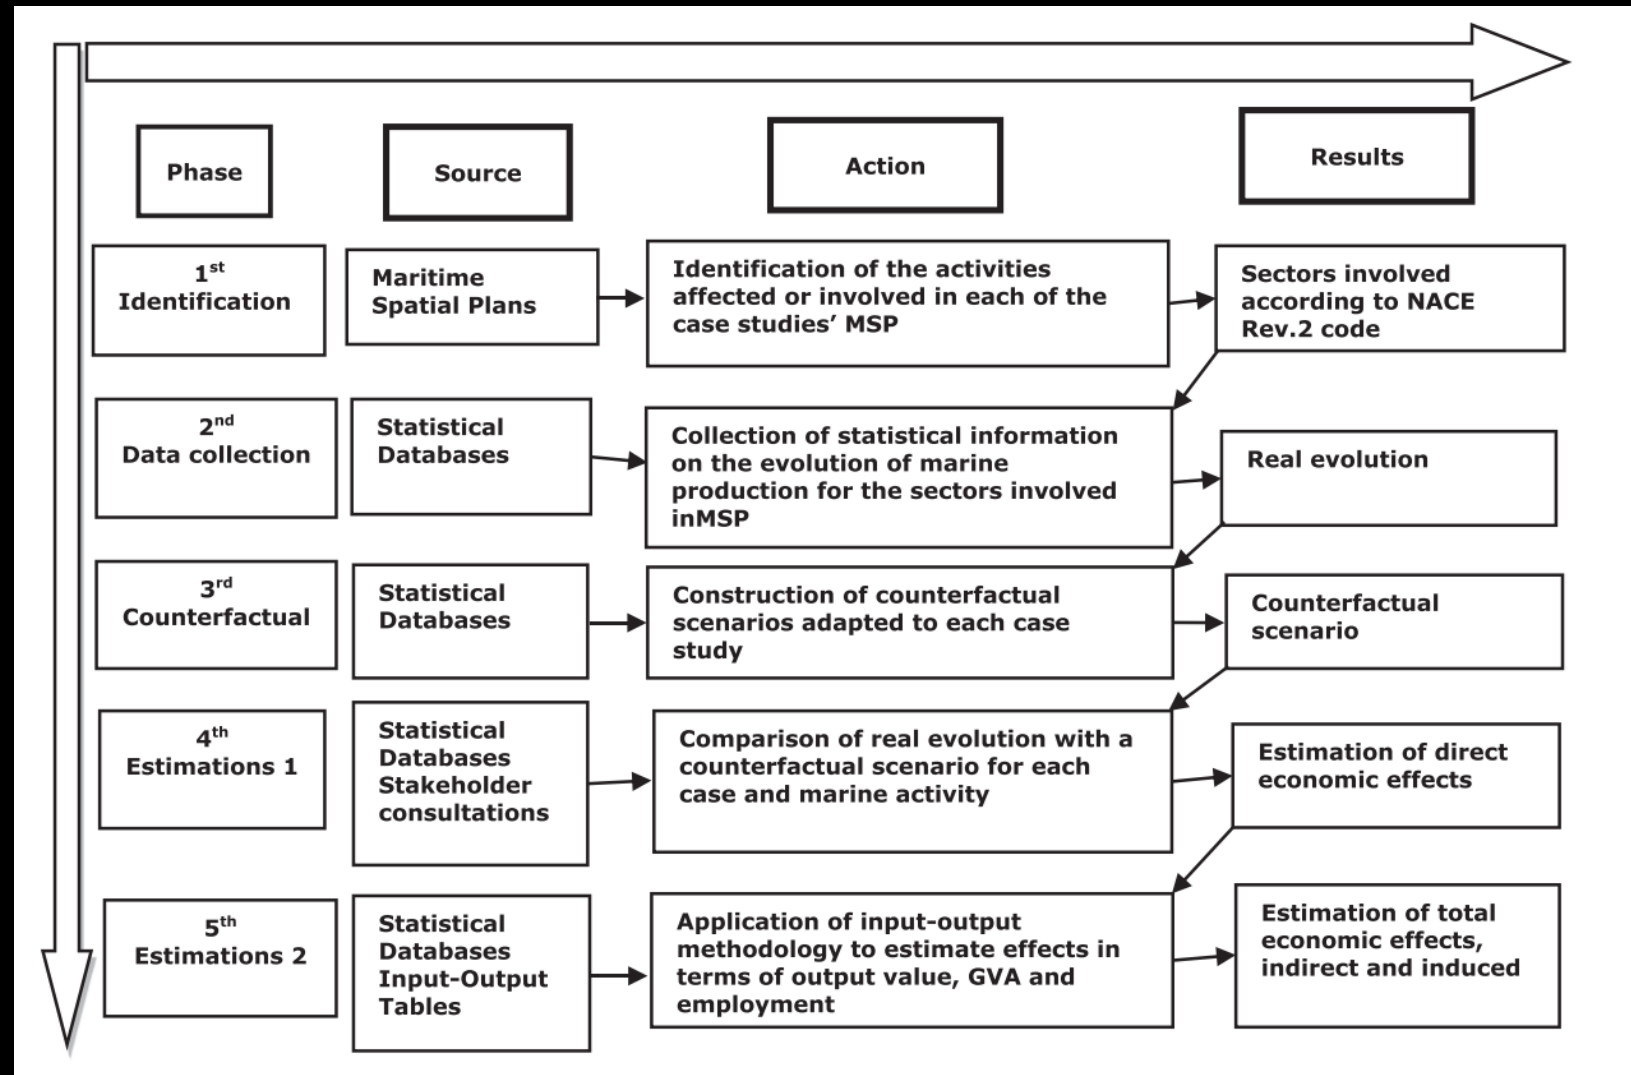 Phase
Source
Action
Results
1st
Identification
Maritime
Spatial Plans
Identification of the activities
affected or involved in each of the
case studies’ MSP
Sectors involved
according to NACE
Rev.2 code
2nd
Data collection
Statistical
Databases
Collection of statistical information
on the evolution of marine
production for the sectors involved
inMSP
Real evolution
3rd
Counterfactual
Statistical
Databases
Construction of counterfactual
scenarios adapted to each case
study
Counterfactual
scenario
4th
Estimations 1
Statistical
Databases
Stakeholder
consultations
Comparison of real evolution with a
counterfactual scenario for each
case and marine activity
Estimation of direct
economic effects
5th
Estimations 2
Statistical
Databases
Input-Output
Tables
Application of input-output
methodology to estimate effects in
terms of output value, GVA and
employment
Estimation of total
economic effects,
indirect and induced